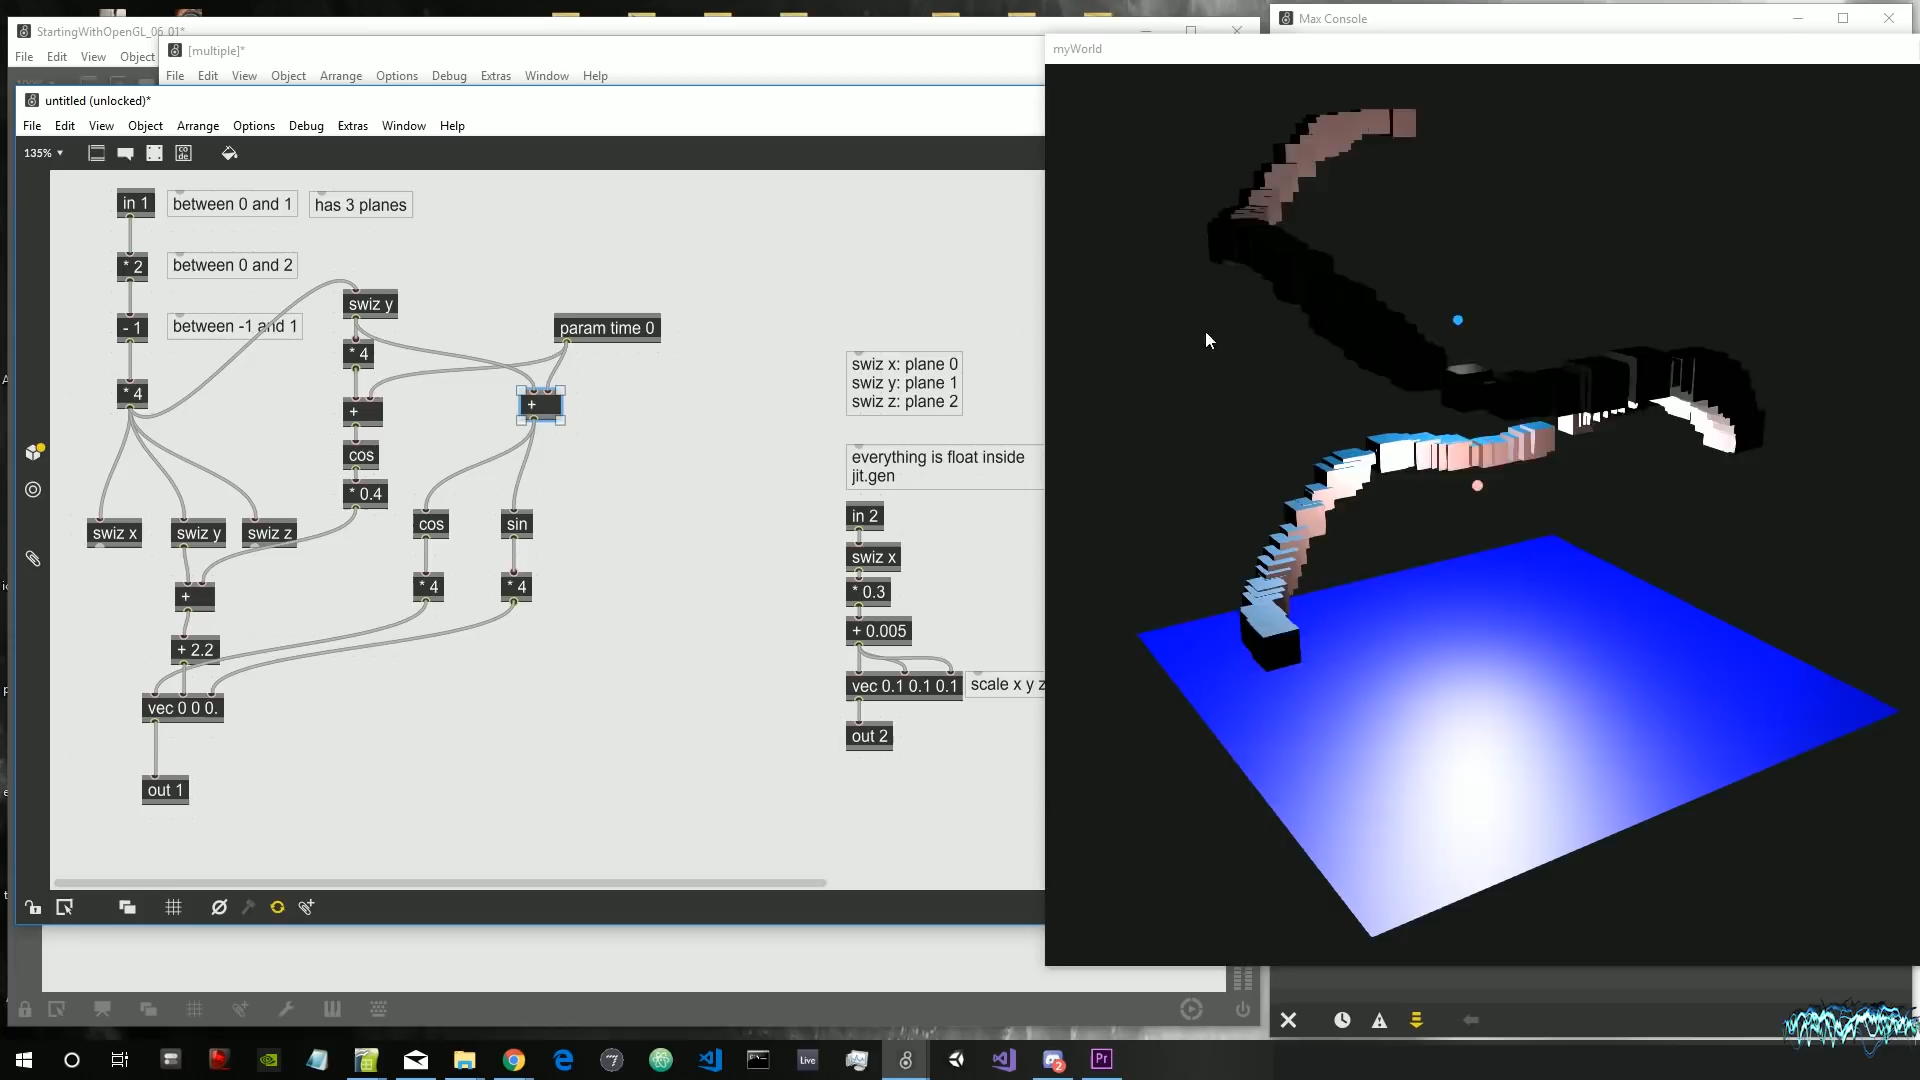 StartingWithOpenGL_06_01*
File Edit View Object
[multiple]*
File Edit View Object Arrange Options Debug Extras Window Help
Max Console
myWorld
untitled (unlocked)*
File Edit View Object Arrange Options Debug Extras Window Help
135%
in 1
between 0 and 1
has 3 planes
* 2
between 0 and 2
- 1
between -1 and 1
* 4
swiz y
* 4
+
cos
* 0.4
param time 0
+
swiz x
swiz y
swiz z
cos
sin
+
* 4
* 4
+ 2.2
vec 0 0 0.
out 1
swiz x: plane 0
swiz y: plane 1
swiz z: plane 2
everything is float inside
jit.gen
in 2
swiz x
* 0.3
+ 0.005
vec 0.1 0.1 0.1
scale x y z
out 2
Live
2
Pr